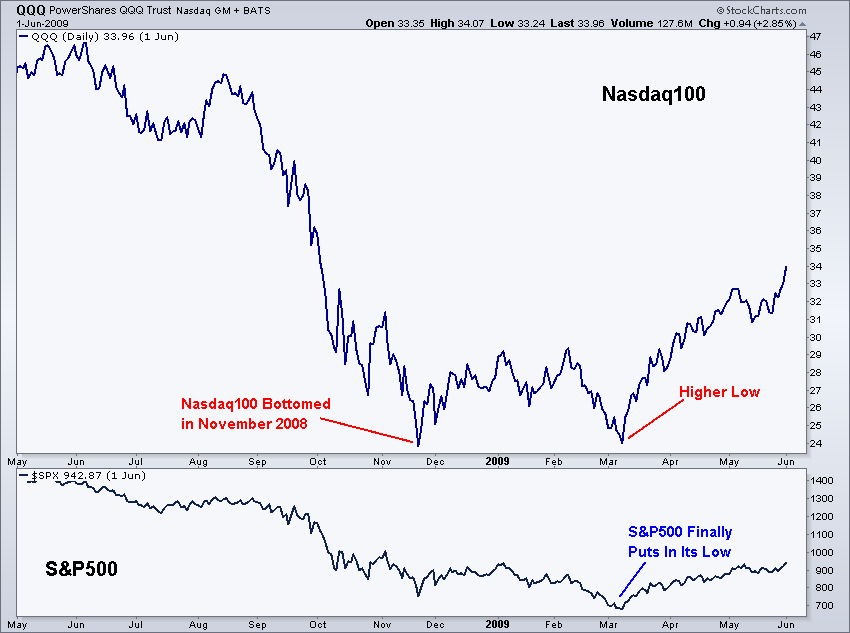 QQQ PowerShares QQQ Trust Nasdaq GM + BATS © StockCharts.com
1-Jun-2009 Open 33.35 High 34.07 Low 33.24 Last 33.96 Volume 127.6M Chg +0.94 (+2.85%)
QQQ (Daily) 33.96 (1 Jun)
47
46
45
44
43
42
41
40
39
38
37
36
35
34
33
32
31
30
29
28
27
26
25
24
Nasdaq100
Nasdaq100 Bottomed
in November 2008
Higher Low
May Jun Jul Aug Sep Oct Nov Dec 2009 Feb Mar Apr May Jun
$SPX 942.87 (1 Jun)
1400
1300
1200
1100
1000
900
800
700
S&P500 Finally
Puts In Its Low
S&P500
May Jun Jul Aug Sep Oct Nov Dec 2009 Feb Mar Apr May Jun